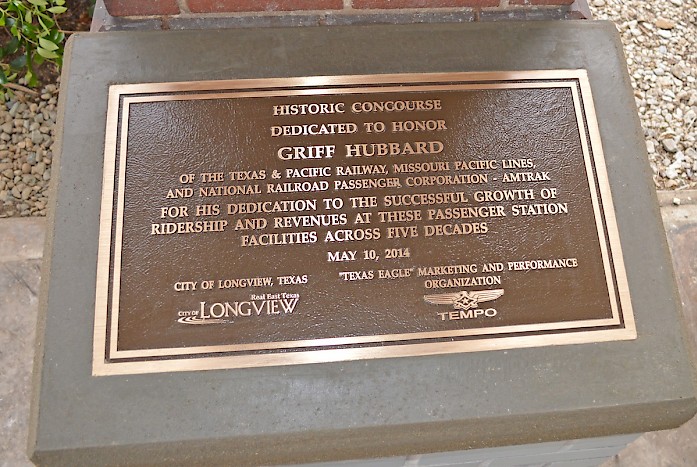 HISTORIC CONCOURSE
DEDICATED TO HONOR
GRIFF HUBBARD
OF THE TEXAS & PACIFIC RAILWAY, MISSOURI PACIFIC LINES,
AND NATIONAL RAILROAD PASSENGER CORPORATION - AMTRAK
FOR HIS DEDICATION TO THE SUCCESSFUL GROWTH OF
RIDERSHIP AND REVENUES AT THESE PASSENGER STATION
FACILITIES ACROSS FIVE DECADES
MAY 10, 2014
CITY OF LONGVIEW, TEXAS
Real East Texas
CITY OF LONGVIEW
"TEXAS EAGLE" MARKETING AND PERFORMANCE
ORGANIZATION
TEMPO